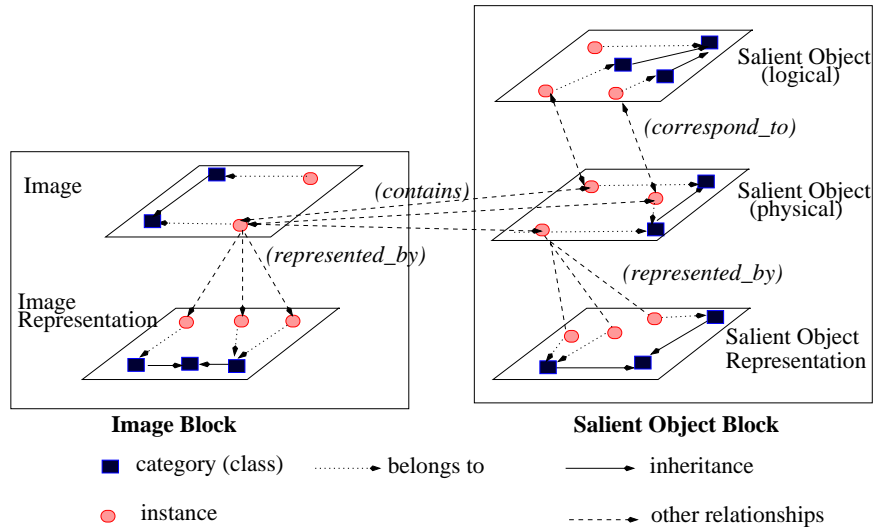 Salient Object
(logical)
(correspond_to)
Image
(contains)
Salient Object
(physical)
(represented_by)
(represented_by)
Image
Representation
Salient Object
Representation
Image Block
Salient Object Block
category (class)
belongs to
inheritance
instance
other relationships